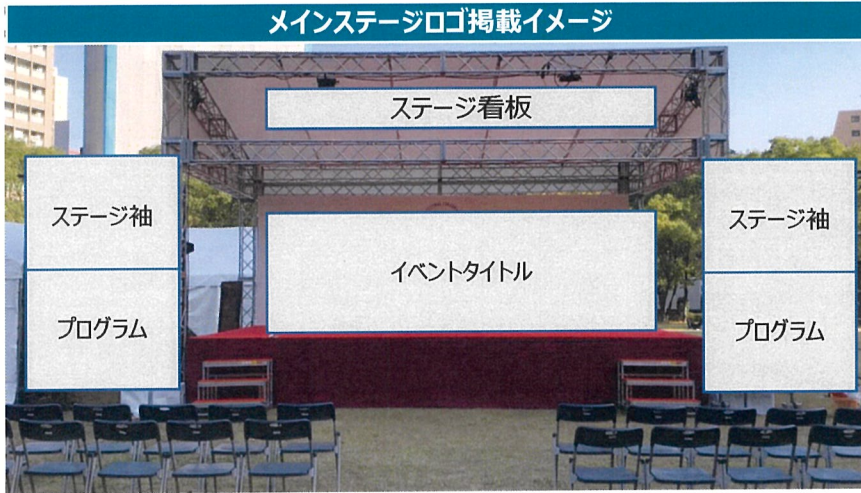 メインステージロゴ掲載イメージ
ステージ看板
ステージ袖
イベントタイトル
ステージ袖
プログラム
プログラム